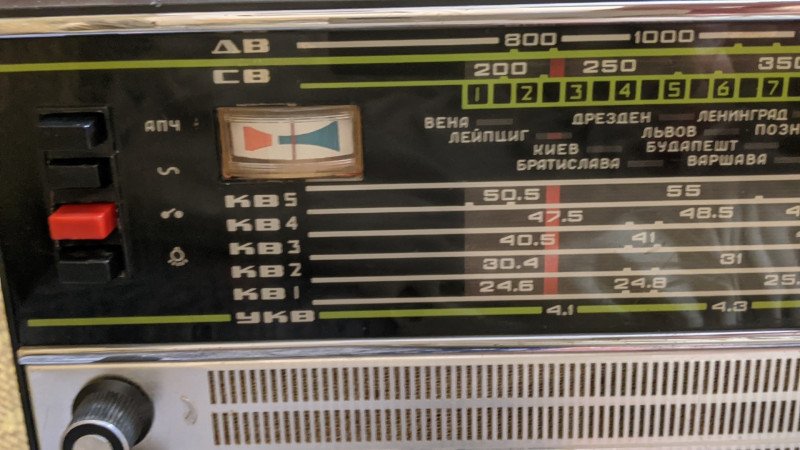 ДВ 800 1000
СВ 200 250 350
1 2 3 4 5 6 7
АПЧ
ВЕНА ДРЕЗДЕН ЛЕНИНГРАД
ЛЕЙПЦИГ ЛЬВОВ ПОЗН
КИЕВ БУДАПЕШТ
БРАТИСЛАВА ВАРШАВА
КВ5 50.5 55
КВ4 47.5 48.5
КВ3 40.5 41
КВ2 30.4 31
КВ1 24.6 24.8 25.
УКВ 4.1 4.3